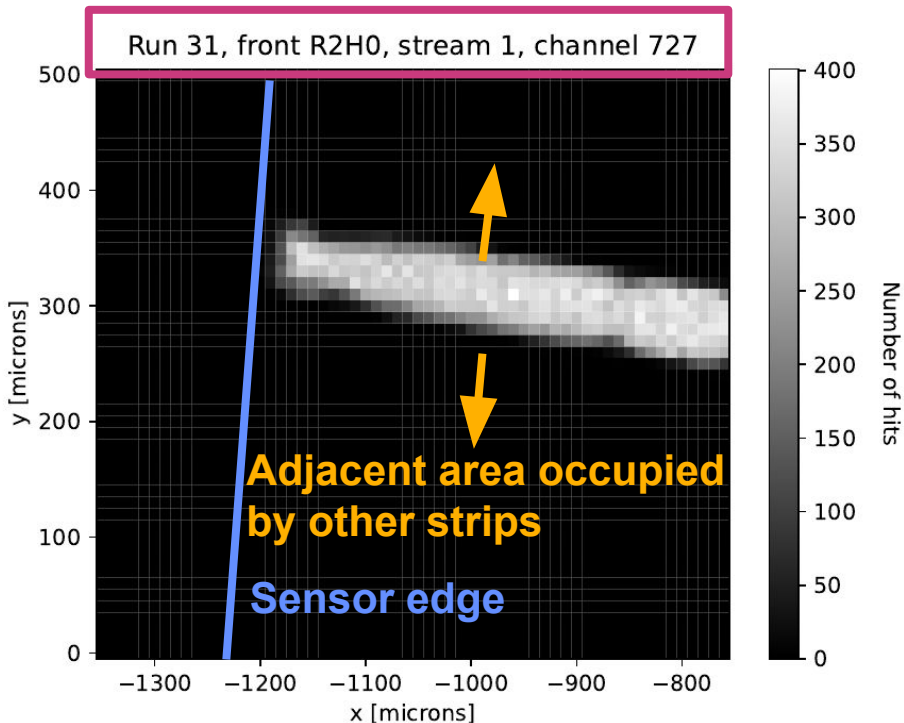 Run 31, front R2H0, stream 1, channel 727
500
400
300
200
100
0
y [microns]
−1300 −1200 −1100 −1000 −900 −800
x [microns]
Adjacent area occupied
by other strips
Sensor edge
400
350
300
250
200
150
100
50
0
Number of hits